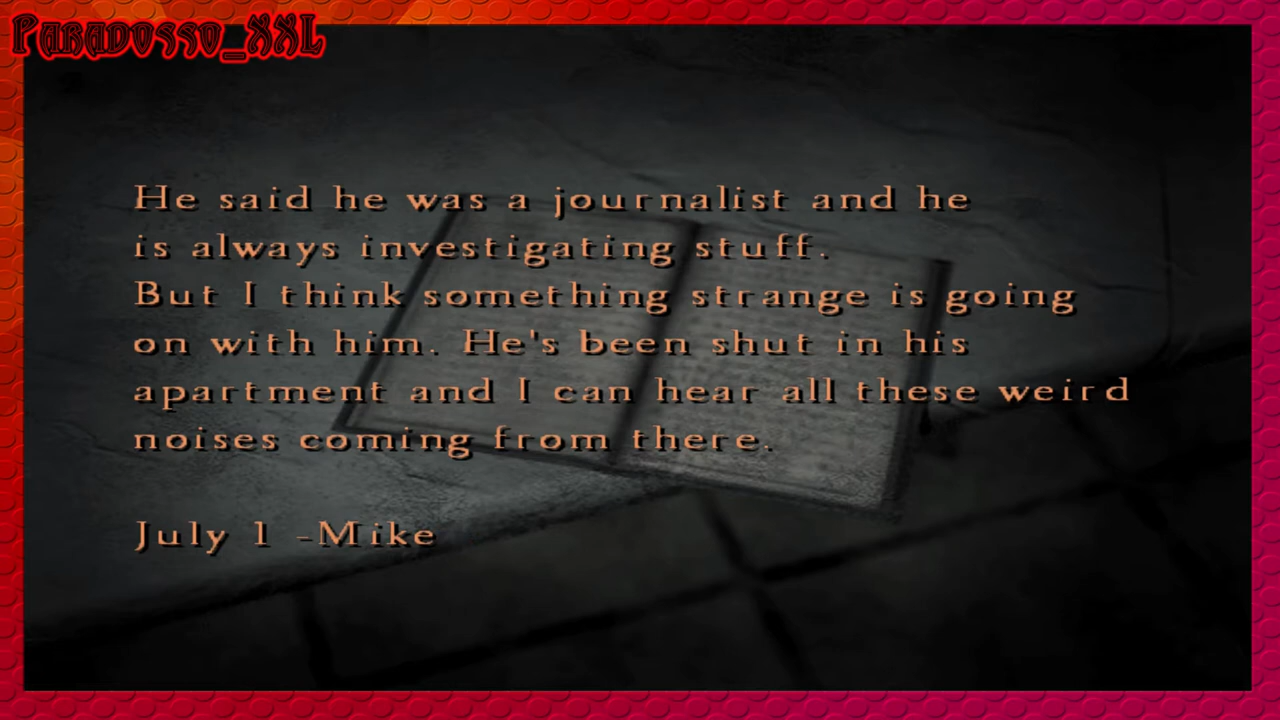 Paradosso_XXL
He said he was a journalist and he
is always investigating stuff.
But I think something strange is going
on with him. He's been shut in his
apartment and I can hear all these weird
noises coming from there.
July 1 -Mike